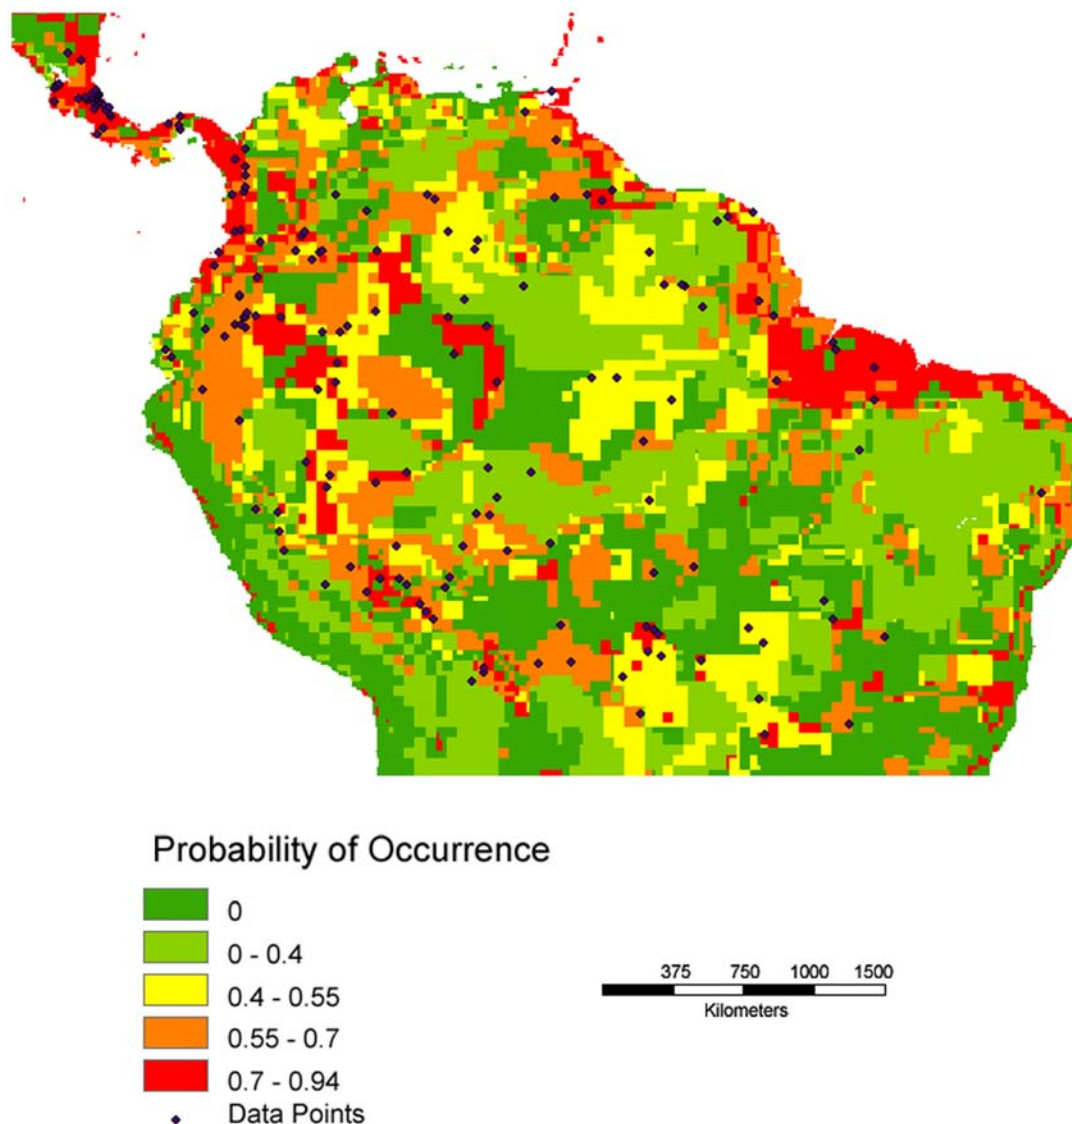 Probability of Occurrence
0
0 - 0.4
0.4 - 0.55
0.55 - 0.7
0.7 - 0.94
Data Points
375 750 1000 1500
Kilometers